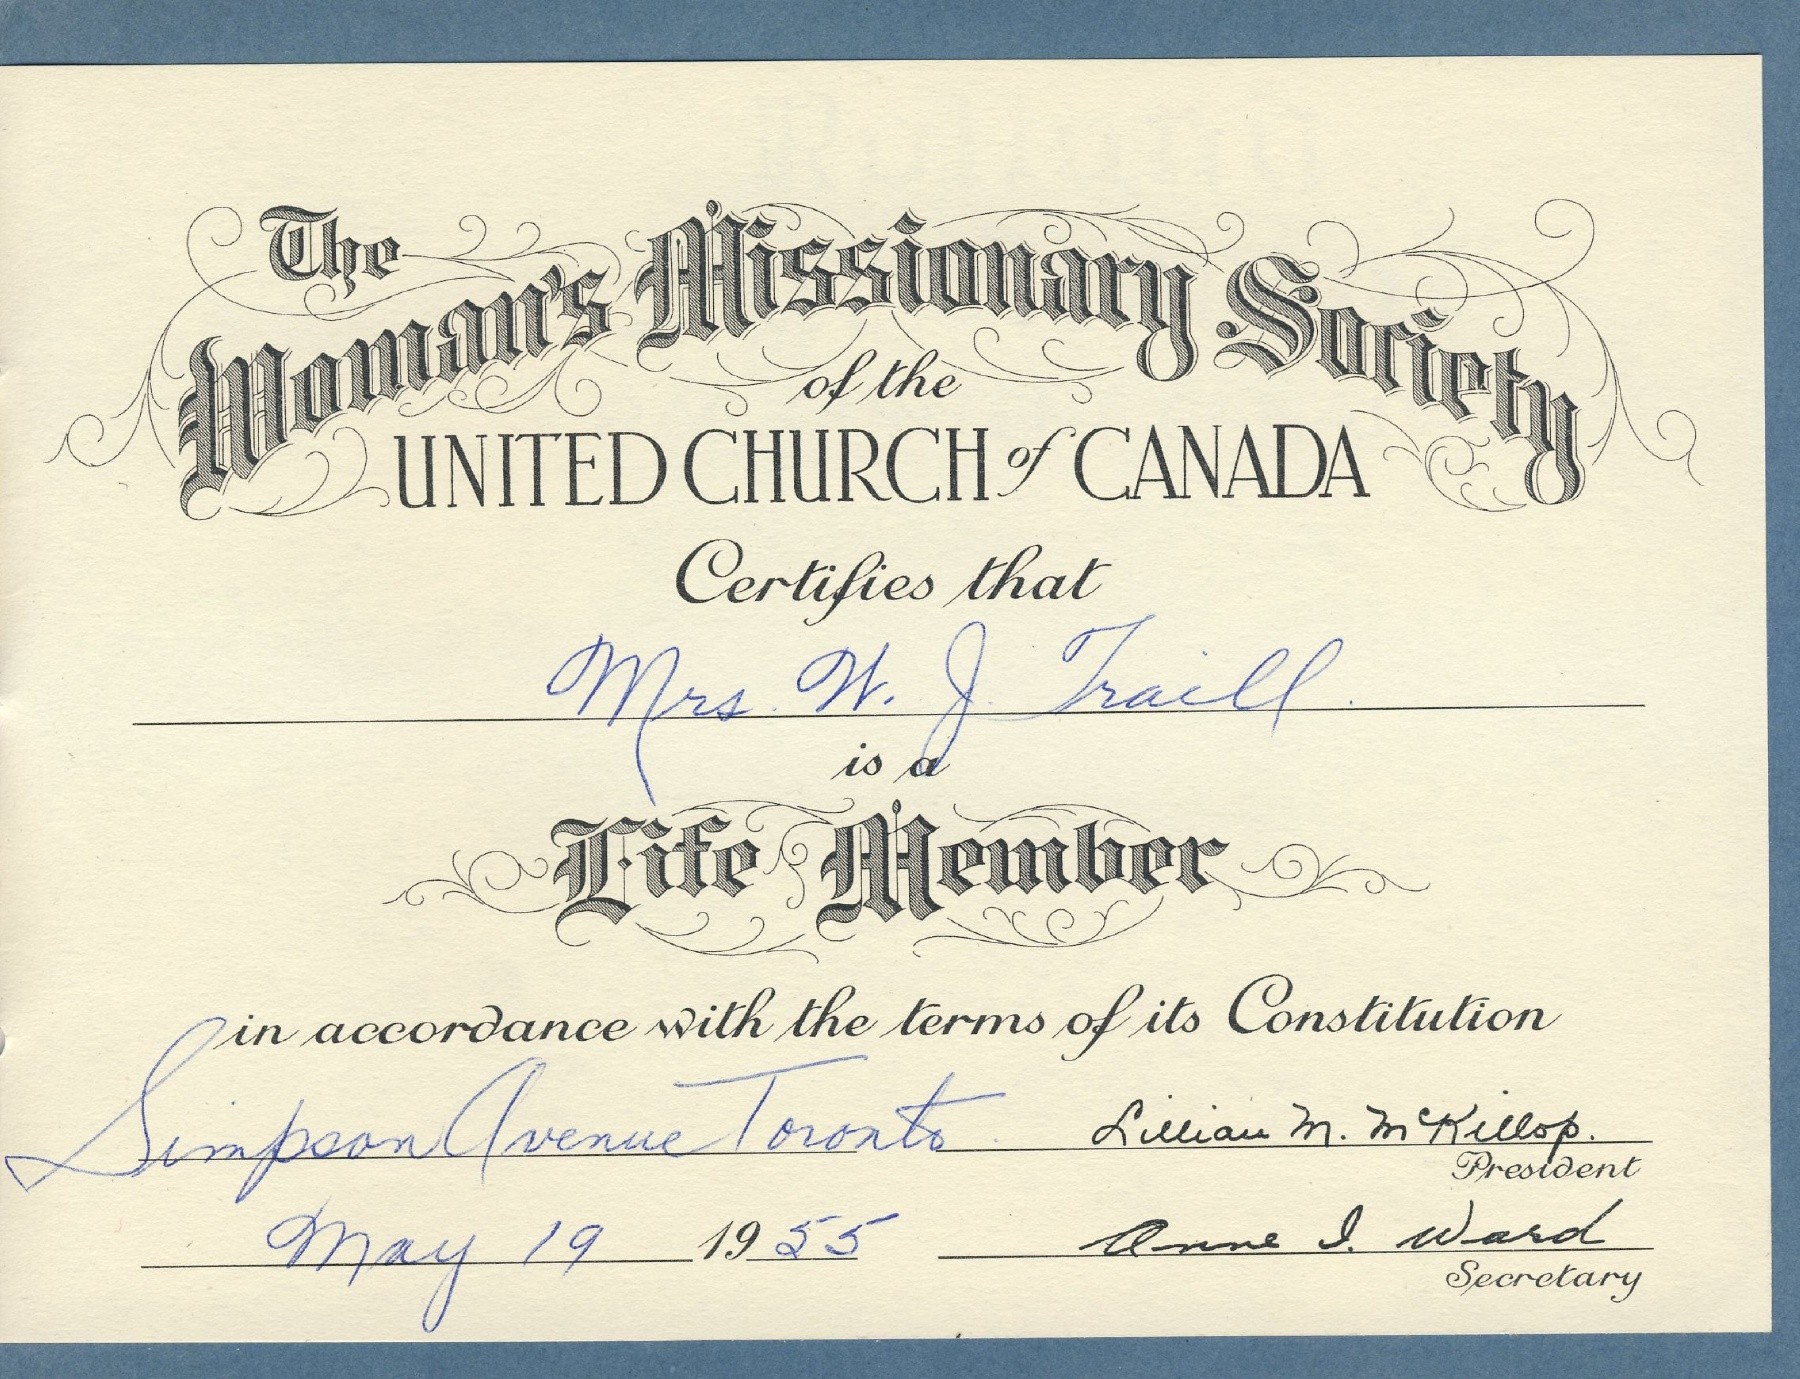 The
Woman's Missionary Society
of the
UNITED CHURCH of CANADA
Certifies that
Mrs. W. J. Traill.
is a
Life Member
in accordance with the terms of its Constitution
Simpson Avenue Toronto.
Lillian M. McKillop.
President
May 19 1955
Anne I. Ward
Secretary